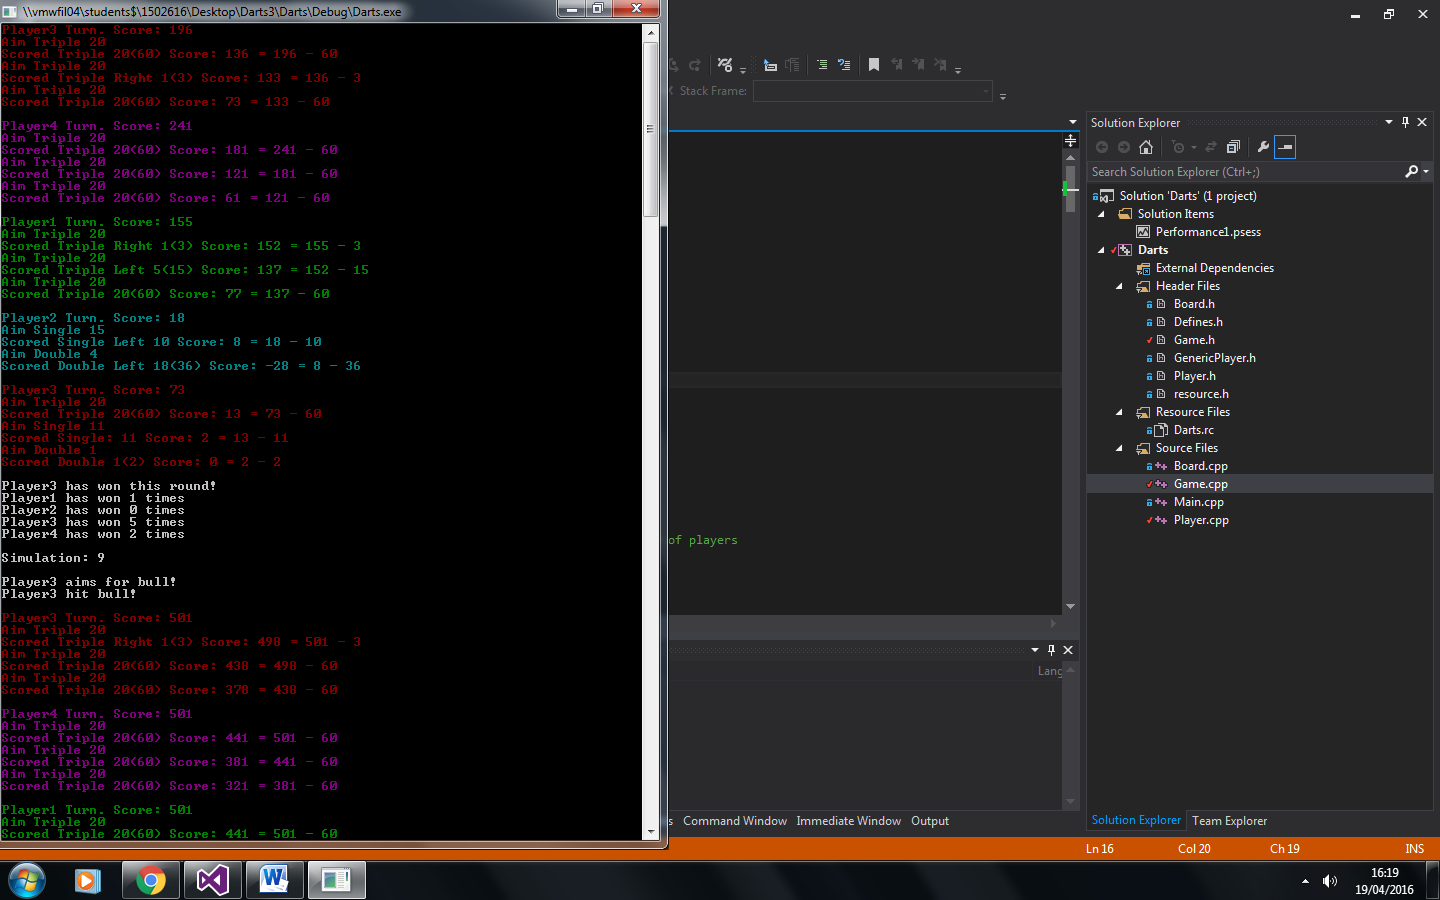 \\vmwfil04\students$\1502616\Desktop\Darts3\Darts\Debug\Darts.exe
Player3 Turn. Score: 196
Aim Triple 20
Scored Triple 20(60) Score: 136 = 196 - 60
Aim Triple 20
Scored Triple Right 1(3) Score: 133 = 136 - 3
Aim Triple 20
Scored Triple 20(60) Score: 73 = 133 - 60
Player4 Turn. Score: 241
Aim Triple 20
Scored Triple 20(60) Score: 181 = 241 - 60
Aim Triple 20
Scored Triple 20(60) Score: 121 = 181 - 60
Aim Triple 20
Scored Triple 20(60) Score: 61 = 121 - 60
Player1 Turn. Score: 155
Aim Triple 20
Scored Triple Right 1(3) Score: 152 = 155 - 3
Aim Triple 20
Scored Triple Left 5(15) Score: 137 = 152 - 15
Aim Triple 20
Scored Triple 20(60) Score: 77 = 137 - 60
Player2 Turn. Score: 18
Aim Single 15
Scored Single Left 10 Score: 8 = 18 - 10
Aim Double 4
Scored Double Left 18(36) Score: -28 = 8 - 36
Player3 Turn. Score: 73
Aim Triple 20
Scored Triple 20(60) Score: 13 = 73 - 60
Aim Single 11
Scored Single: 11 Score: 2 = 13 - 11
Aim Double 1
Scored Double 1(2) Score: 0 = 2 - 2
Player3 has won this round!
Player1 has won 1 times
Player2 has won 0 times
Player3 has won 5 times
Player4 has won 2 times
Simulation: 9
Player3 aims for bull!
Player3 hit bull!
Player3 Turn. Score: 501
Aim Triple 20
Scored Triple Right 1(3) Score: 498 = 501 - 3
Aim Triple 20
Scored Triple 20(60) Score: 438 = 498 - 60
Aim Triple 20
Scored Triple 20(60) Score: 378 = 438 - 60
Player4 Turn. Score: 501
Aim Triple 20
Scored Triple 20(60) Score: 441 = 501 - 60
Aim Triple 20
Scored Triple 20(60) Score: 381 = 441 - 60
Aim Triple 20
Scored Triple 20(60) Score: 321 = 381 - 60
Player1 Turn. Score: 501
Aim Triple 20
Scored Triple 20(60) Score: 441 = 501 - 60
Stack Frame:
of players
Lang
s Command Window Immediate Window Output
Solution Explorer
Search Solution Explorer (Ctrl+;)
Solution 'Darts' (1 project)
Solution Items
Performance1.psess
Darts
External Dependencies
Header Files
Board.h
Defines.h
Game.h
GenericPlayer.h
Player.h
resource.h
Resource Files
Darts.rc
Source Files
Board.cpp
Game.cpp
Main.cpp
Player.cpp
Solution Explorer Team Explorer
Ln 16 Col 20 Ch 19 INS
16:19
19/04/2016